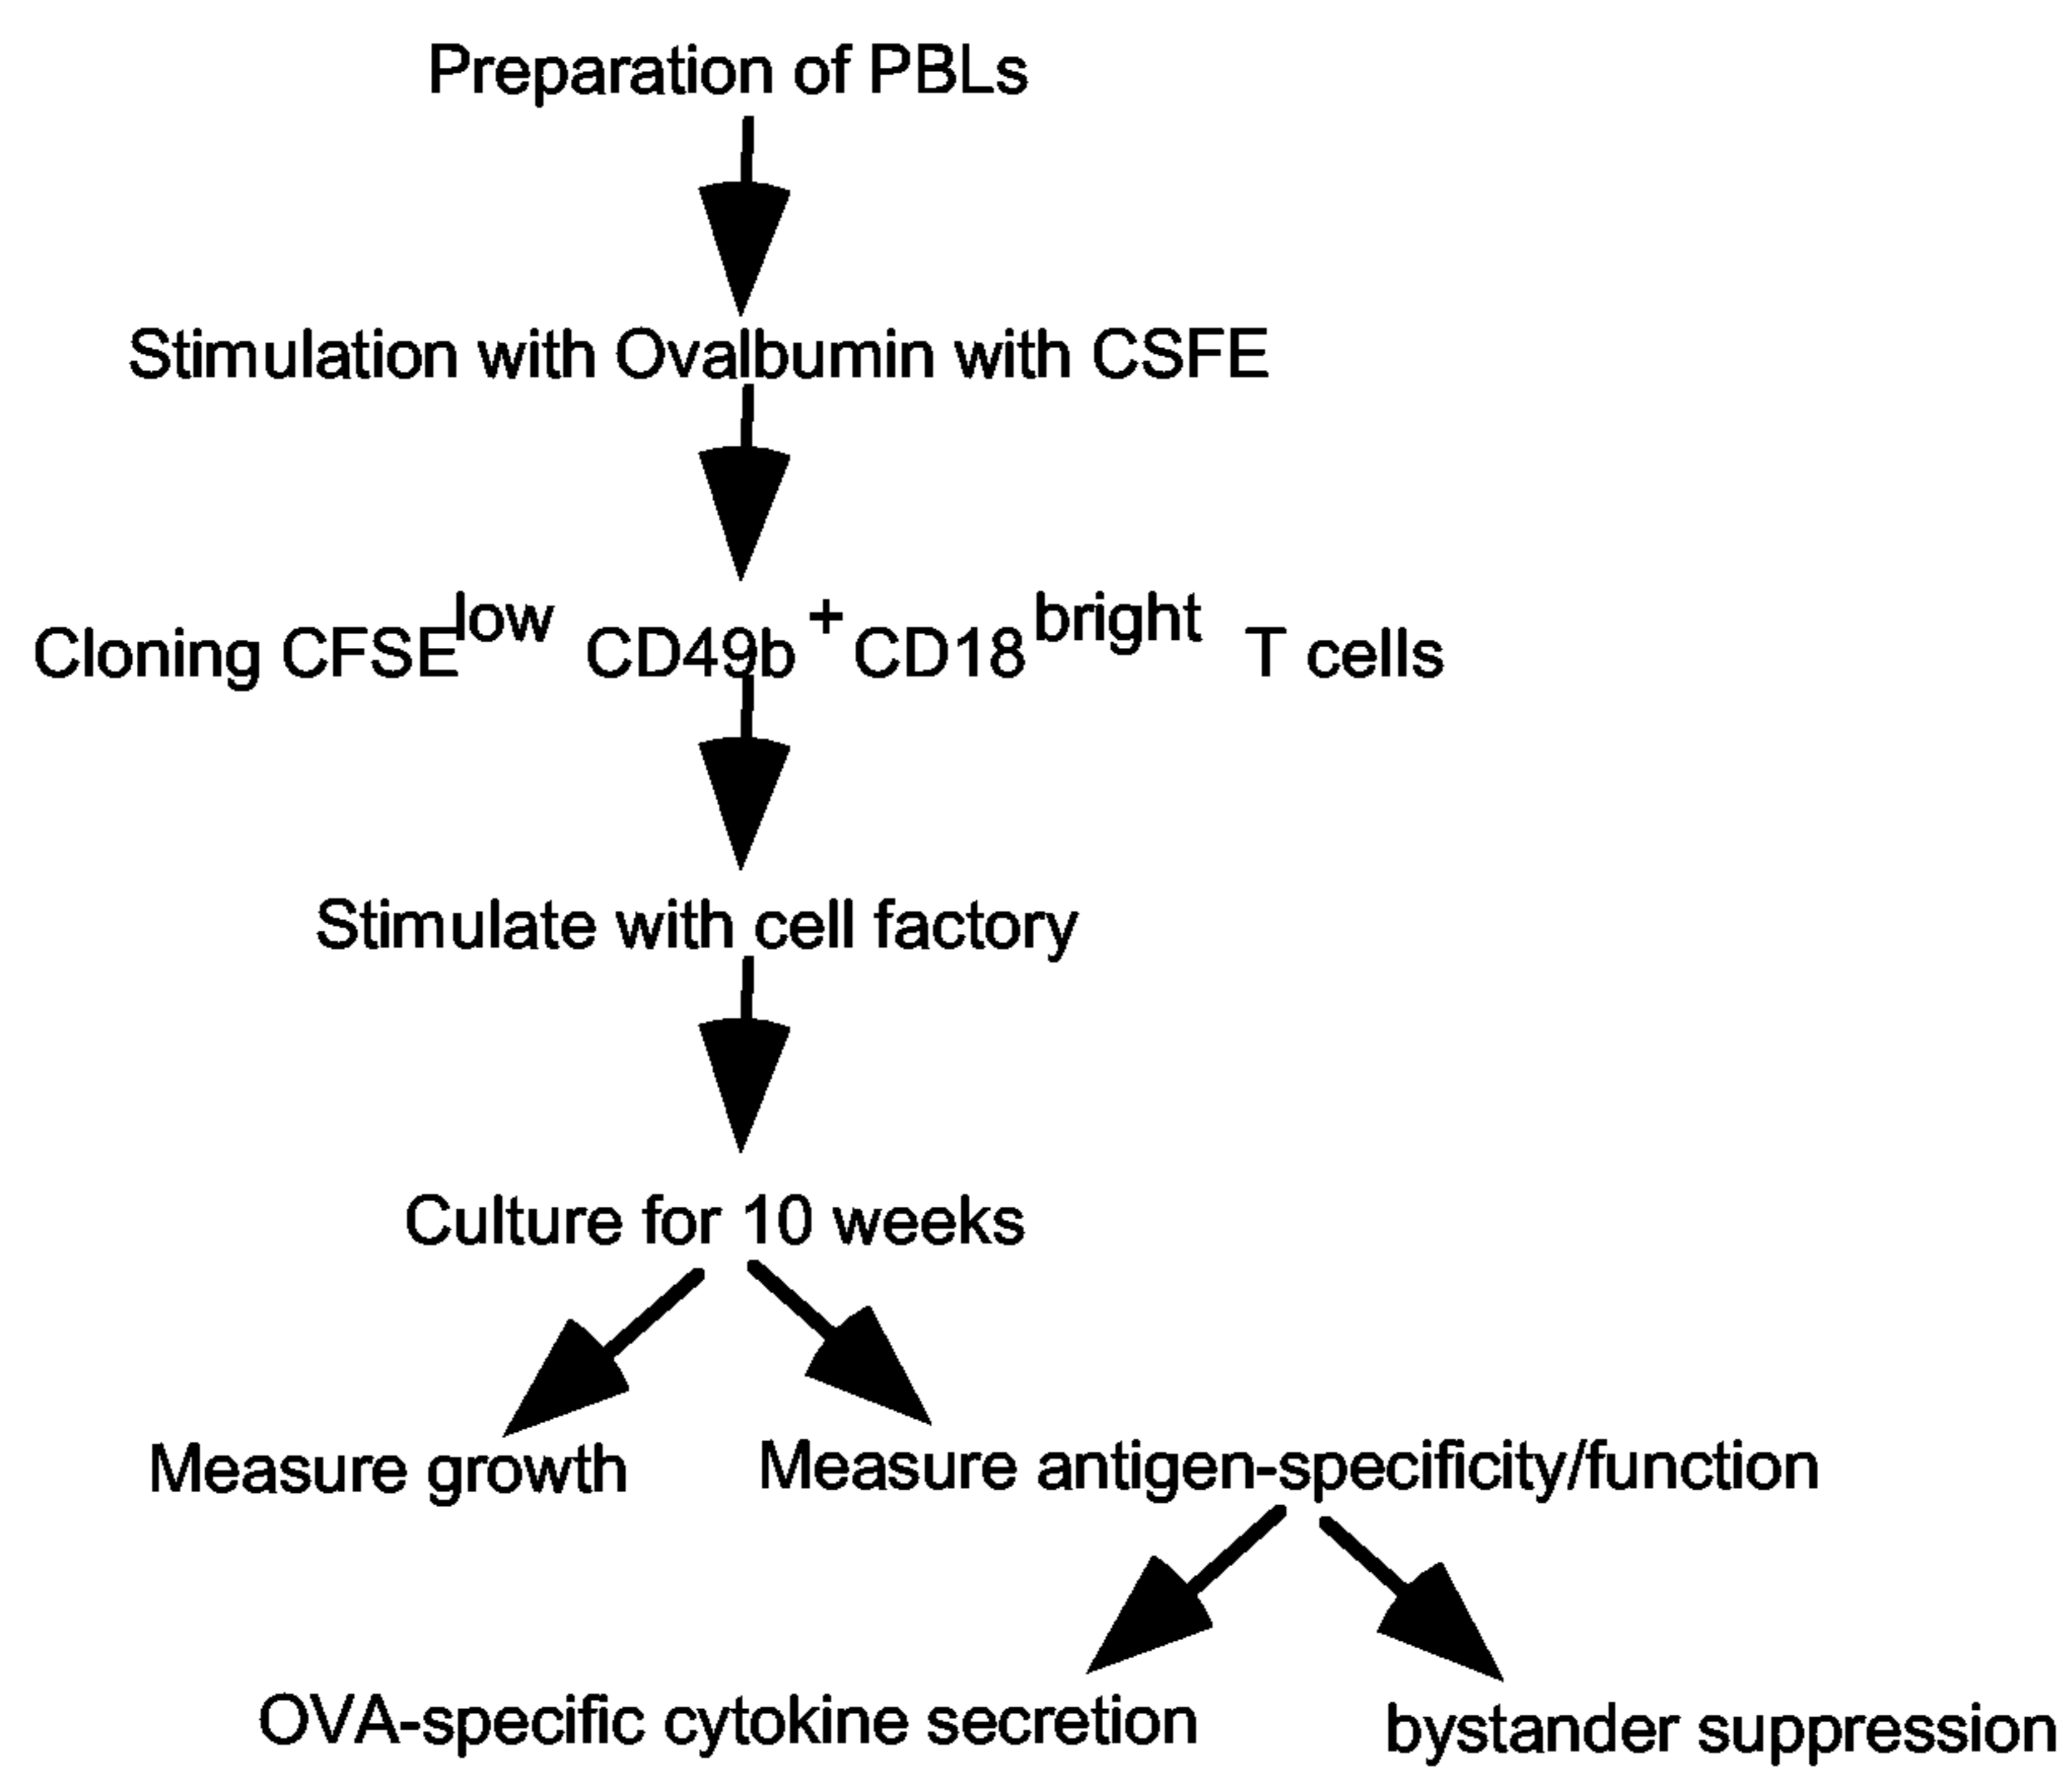 Preparation of PBLs
Stimulation with Ovalbumin with CSFE
Cloning CFSElow CD49b+CD18bright T cells
Stimulate with cell factory
Culture for 10 weeks
Measure growth Measure antigen-specificity/function
OVA-specific cytokine secretion bystander suppression